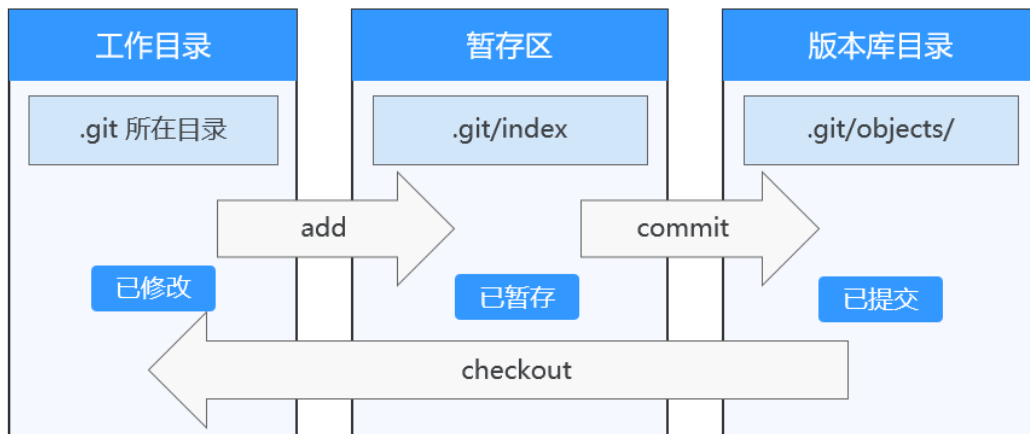 工作目录
暂存区
版本库目录
.git 所在目录
.git/index
.git/objects/
add
commit
已修改
已暂存
已提交
checkout